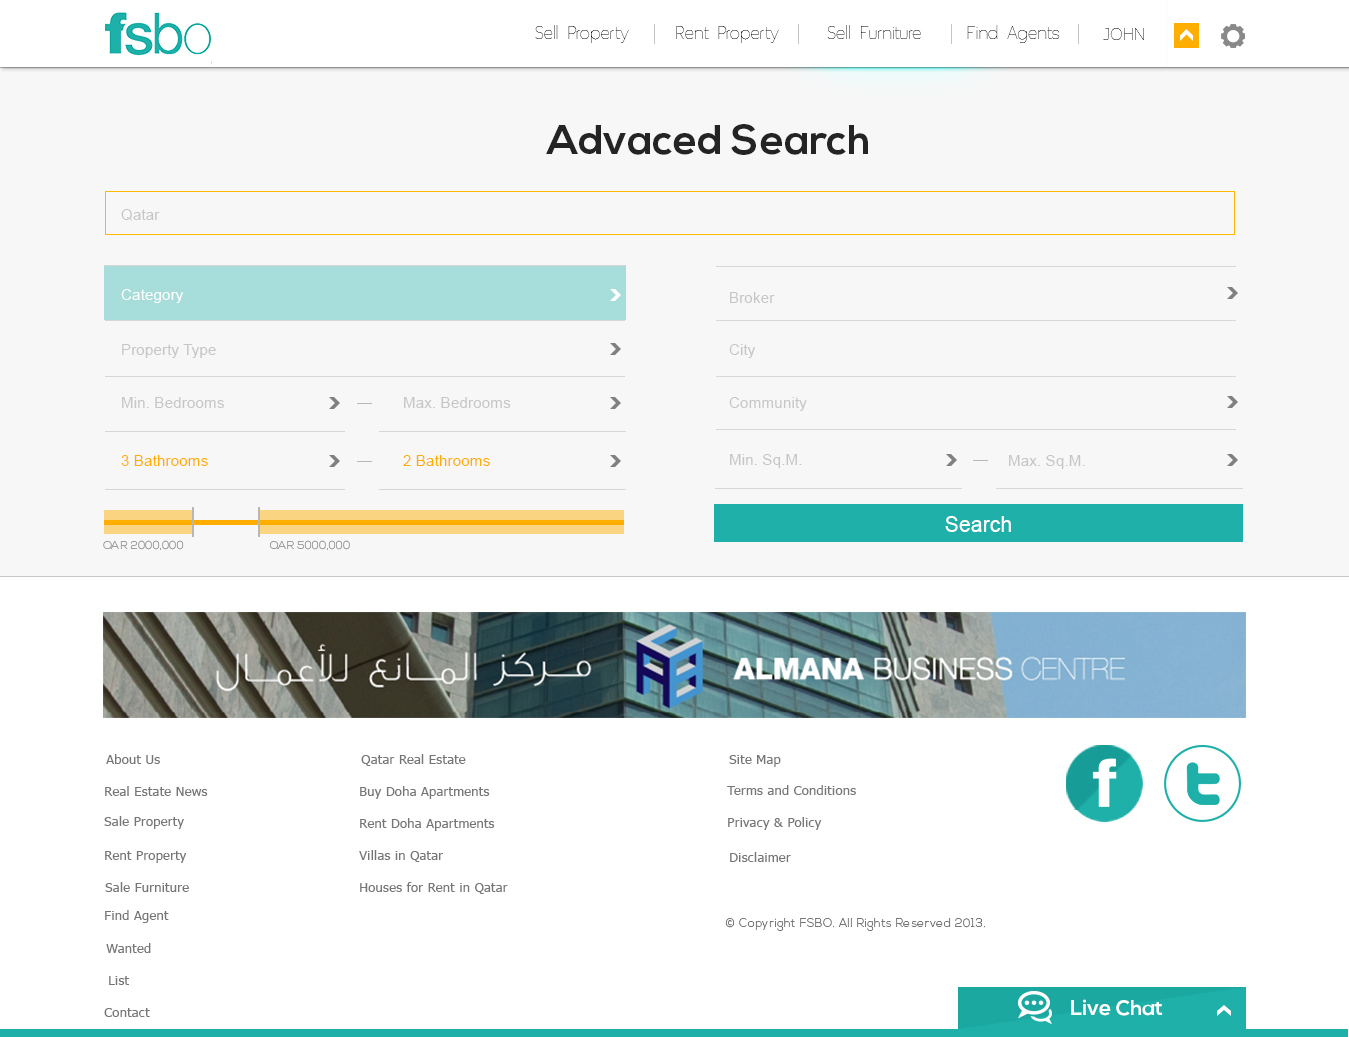 fsbo
Sell Property
Rent Property
Sell Furniture
Find Agents
JOHN
Advaced Search
Qatar
Category
Property Type
Min. Bedrooms — Max. Bedrooms
3 Bathrooms — 2 Bathrooms
QAR 2000,000
QAR 5000,000
Broker
City
Community
Min. Sq.M. — Max. Sq.M.
Search
مركز المانع للأعمال
ALMANA BUSINESS CENTRE
About Us
Real Estate News
Sale Property
Rent Property
Sale Furniture
Find Agent
Wanted
List
Contact
Qatar Real Estate
Buy Doha Apartments
Rent Doha Apartments
Villas in Qatar
Houses for Rent in Qatar
Site Map
Terms and Conditions
Privacy & Policy
Disclaimer
© Copyright FSBO. All Rights Reserved 2013.
Live Chat